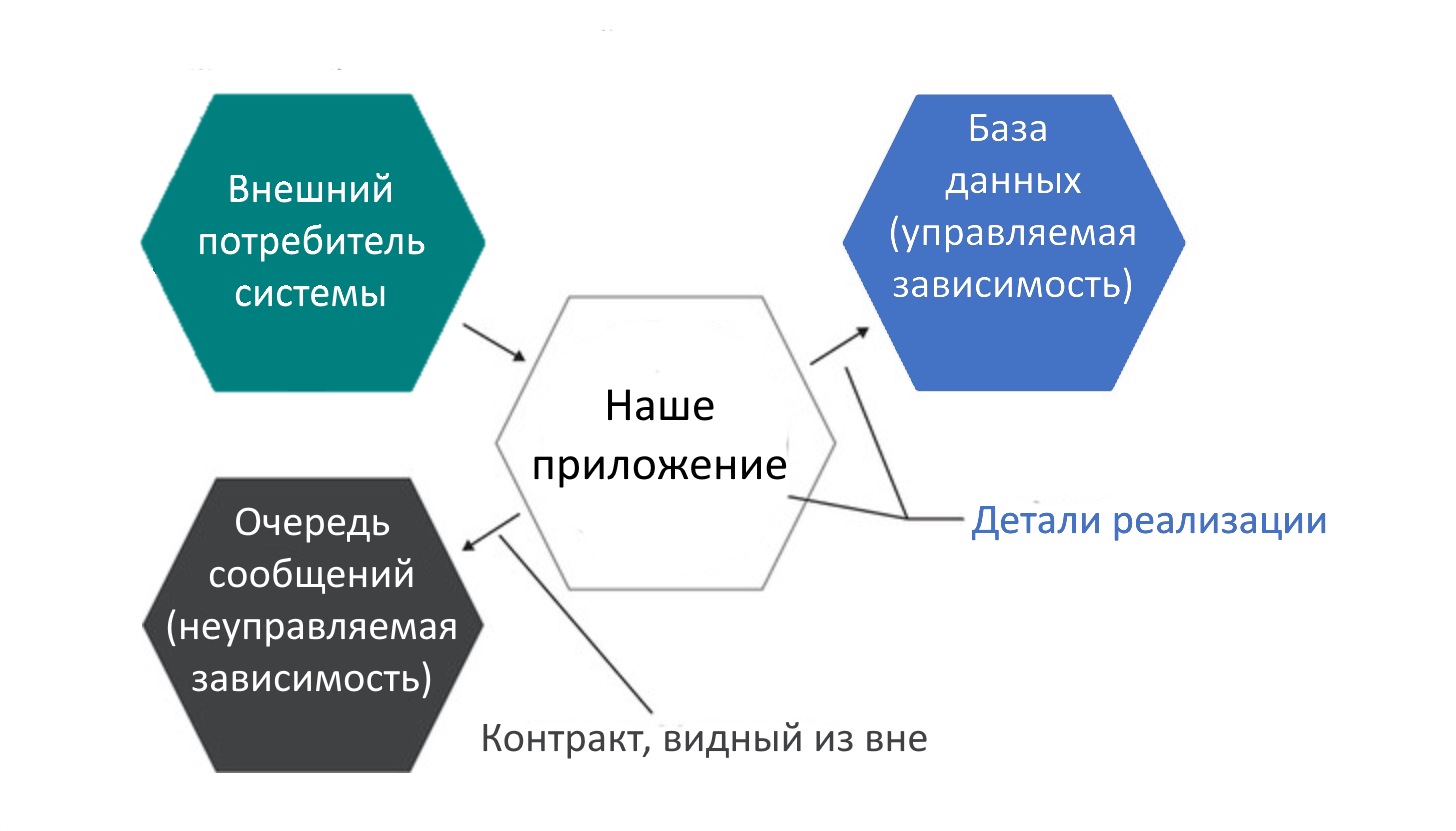 Внешний
потребитель
системы
База
данных
(управляемая
зависимость)
Наше
приложение
Очередь
сообщений
(неуправляемая
зависимость)
Детали реализации
Контракт, видный из вне